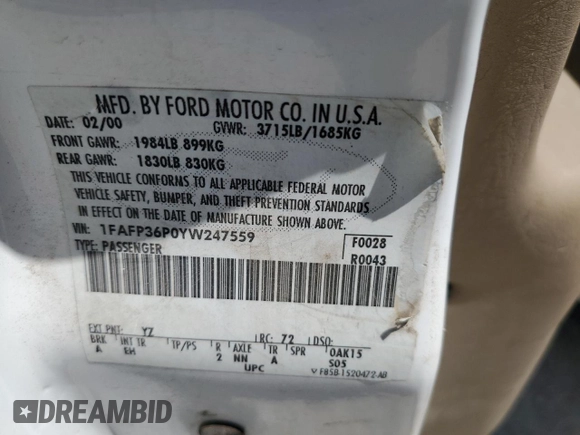 MFD. BY FORD MOTOR CO. IN U.S.A.
DATE: 02/00 GVWR: 3715LB/1685KG
FRONT GAWR: 1984LB 899KG
REAR GAWR: 1830LB 830KG
THIS VEHICLE CONFORMS TO ALL APPLICABLE FEDERAL MOTOR
VEHICLE SAFETY, BUMPER, AND THEFT PREVENTION STANDARDS
IN EFFECT ON THE DATE OF MANUFACTURE SHOWN ABOVE.
VIN: 1FAFP36P0YW247559 F0028
TYPE: PASSENGER R0043
EXT PNT: YZ RC: 72 DSO:
BRK INT TR TP/PS R AXLE TR SPR 0AK15
A EH 2 NN A S05
UPC F85B-1520472-AB
DREAMBID DREAMBID